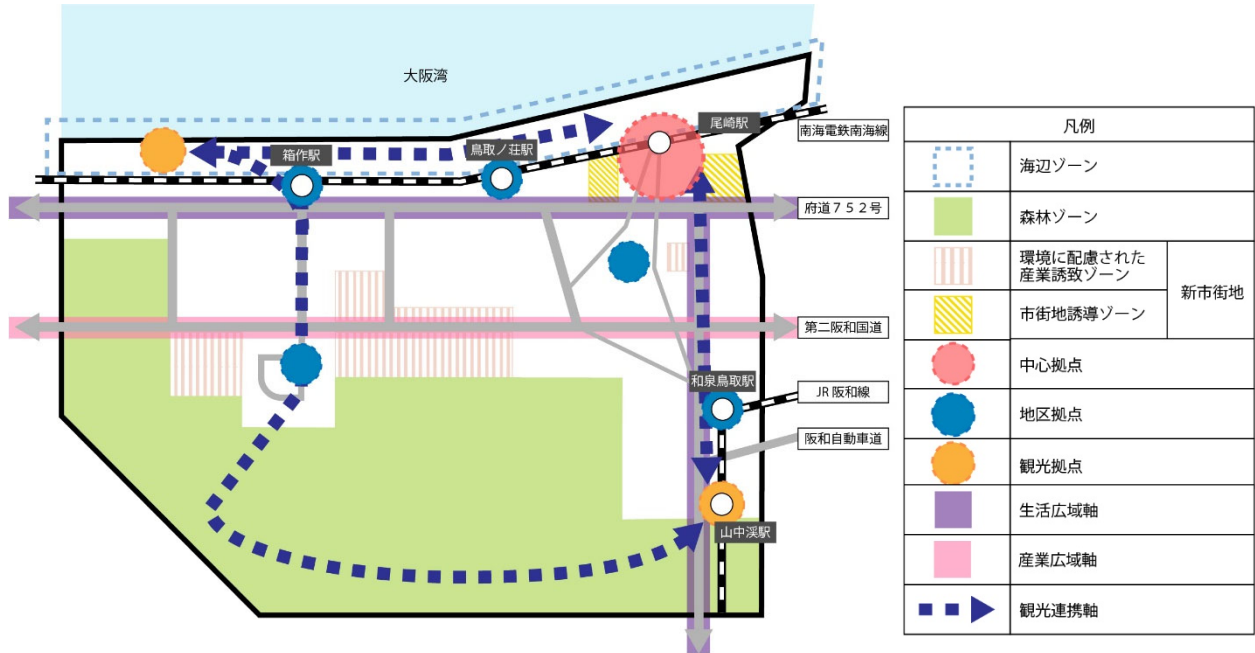 大阪湾
尾崎駅
南海電鉄南海線
鳥取ノ荘駅
箱作駅
府道７５２号
第二阪和国道
和泉鳥取駅
JR 阪和線
阪和自動車道
山中渓駅
凡例
海辺ゾーン
森林ゾーン
環境に配慮された
産業誘致ゾーン
新市街地
市街地誘導ゾーン
中心拠点
地区拠点
観光拠点
生活広域軸
産業広域軸
観光連携軸